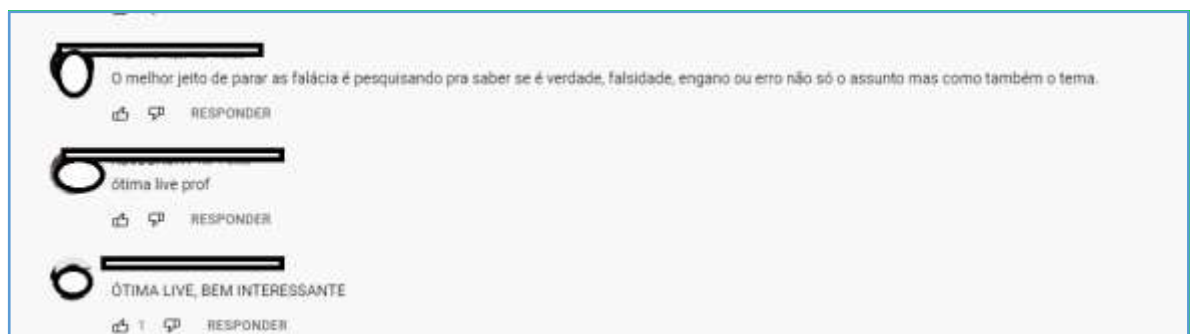 O melhor jeito de parar as falácia é pesquisando pra saber se é verdade, falsidade, engano ou erro não só o assunto mas como também o tema.
RESPONDER
ótima live prof
RESPONDER
ÓTIMA LIVE, BEM INTERESSANTE
1 RESPONDER